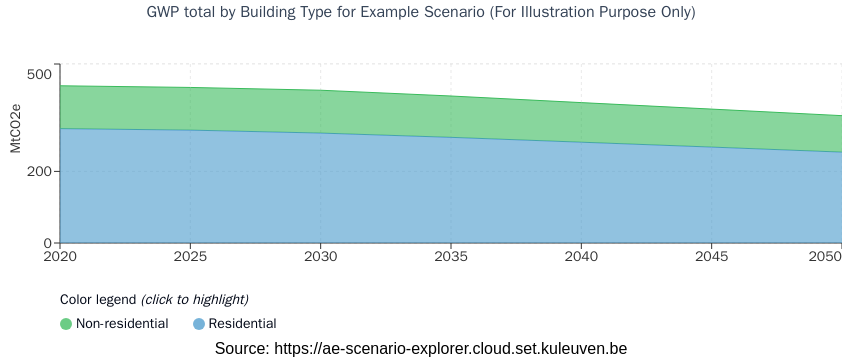 GWP total by Building Type for Example Scenario (For Illustration Purpose Only)
MtCO2e
500
200
0
2020 2025 2030 2035 2040 2045 2050
Color legend (click to highlight)
Non-residential Residential
Source: https://ae-scenario-explorer.cloud.set.kuleuven.be